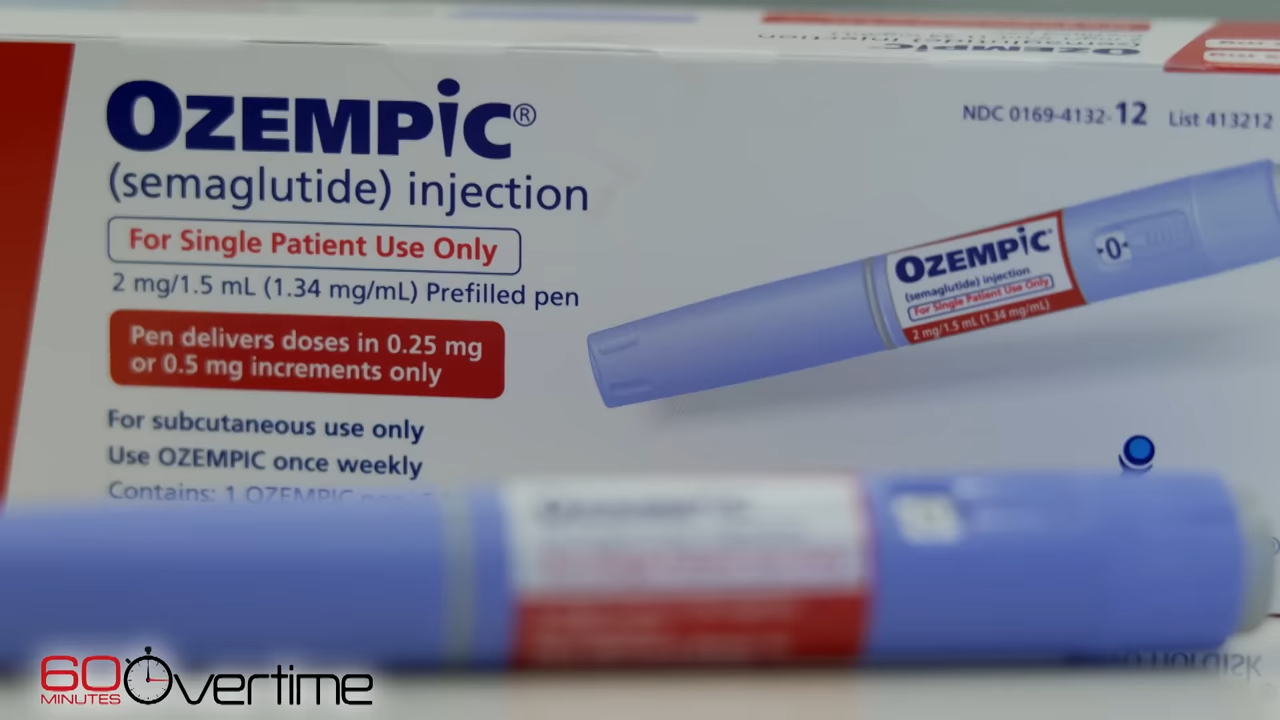 OZEMPIC®
(semaglutide) injection
For Single Patient Use Only
2 mg/1.5 mL (1.34 mg/mL) Prefilled pen
Pen delivers doses in 0.25 mg
or 0.5 mg increments only
For subcutaneous use only
Use OZEMPIC once weekly
Contains: 1 OZEMPIC
NDC 0169-4132-12 List 413212
OZEMPIC®
(semaglutide) injection
For Single Patient Use Only
2 mg/1.5 mL (1.34 mg/mL)
0
60
MINUTES
Overtime